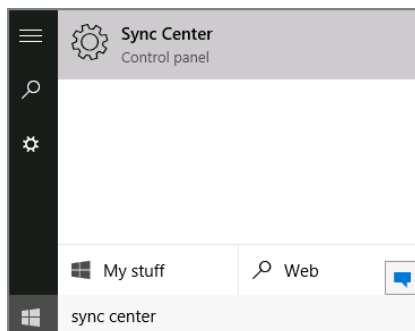 Sync Center
Control panel
My stuff
Web
sync center